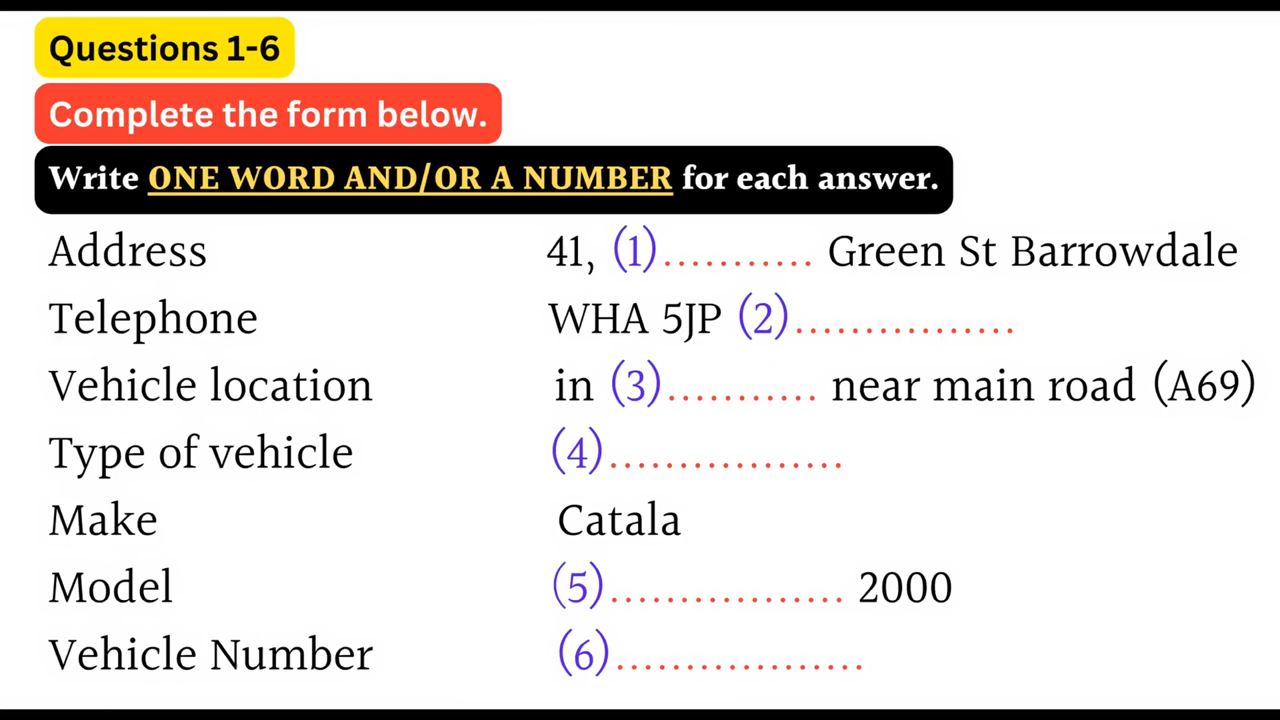 Questions 1-6
Complete the form below.
Write ONE WORD AND/OR A NUMBER for each answer.
Address 41, (1)........... Green St Barrowdale
Telephone WHA 5JP (2)................
Vehicle location in (3)........... near main road (A69)
Type of vehicle (4).................
Make Catala
Model (5)................. 2000
Vehicle Number (6)..................